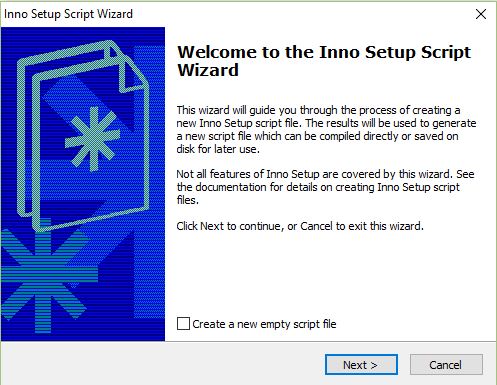 Inno Setup Script Wizard
Welcome to the Inno Setup Script
Wizard
This wizard will guide you through the process of creating a
new Inno Setup script file. The results will be used to generate
a new script file which can be compiled directly or saved on
disk for later use.
Not all features of Inno Setup are covered by this wizard. See
the documentation for details on creating Inno Setup script
files.
Click Next to continue, or Cancel to exit this wizard.
Create a new empty script file
Next >
Cancel